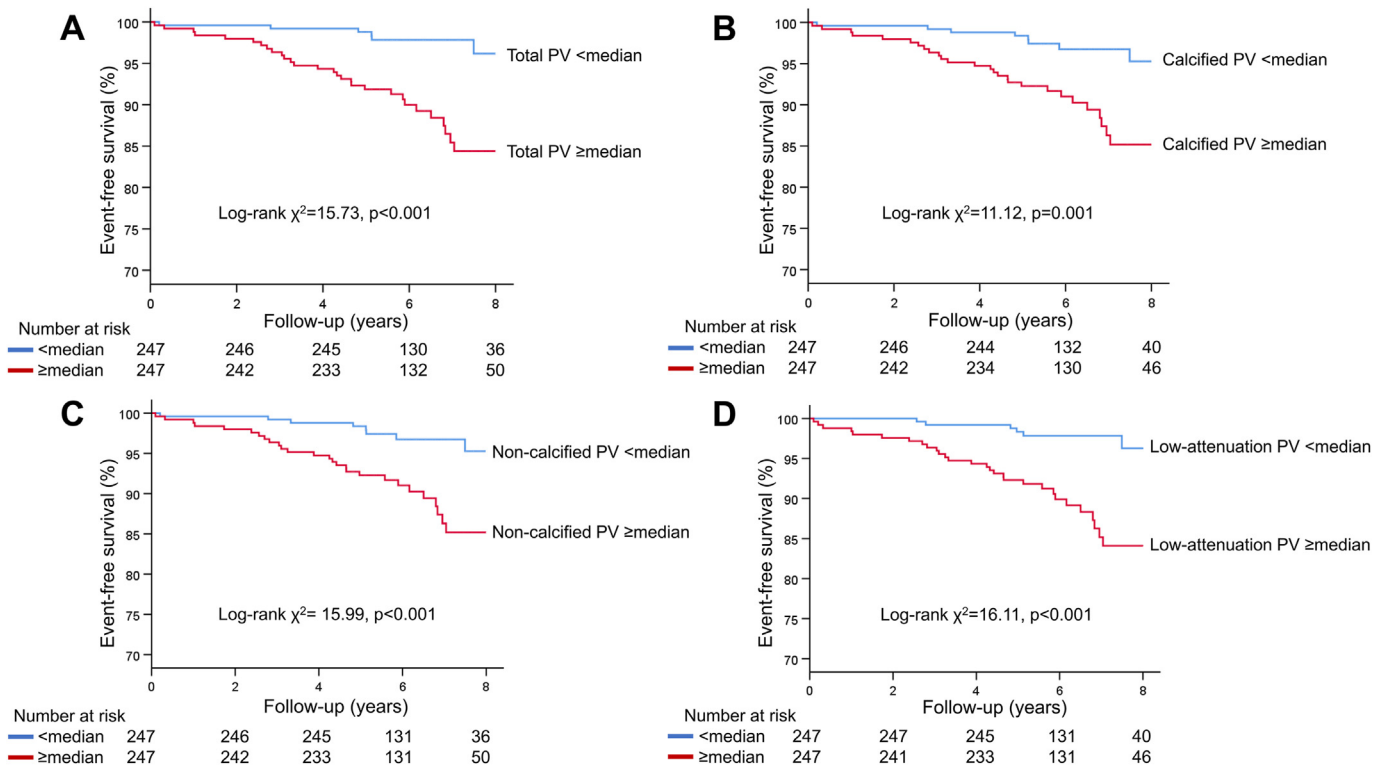 A
Event-free survival (%)
100
95
90
85
80
75
70
Total PV <median
Total PV ≥median
Log-rank χ²=15.73, p<0.001
0 2 4 6 8
Follow-up (years)
Number at risk
<median 247 246 245 130 36
≥median 247 242 233 132 50
B
Event-free survival (%)
100
95
90
85
80
75
70
Calcified PV <median
Calcified PV ≥median
Log-rank χ²=11.12, p=0.001
0 2 4 6 8
Follow-up (years)
Number at risk
<median 247 246 244 132 40
≥median 247 242 234 130 46
C
Event-free survival (%)
100
95
90
85
80
75
70
Non-calcified PV <median
Non-calcified PV ≥median
Log-rank χ²= 15.99, p<0.001
0 2 4 6 8
Follow-up (years)
Number at risk
<median 247 246 245 131 36
≥median 247 242 233 131 50
D
Event-free survival (%)
100
95
90
85
80
75
70
Low-attenuation PV <median
Low-attenuation PV ≥median
Log-rank χ²=16.11, p<0.001
0 2 4 6 8
Follow-up (years)
Number at risk
<median 247 247 245 131 40
≥median 247 241 233 131 46